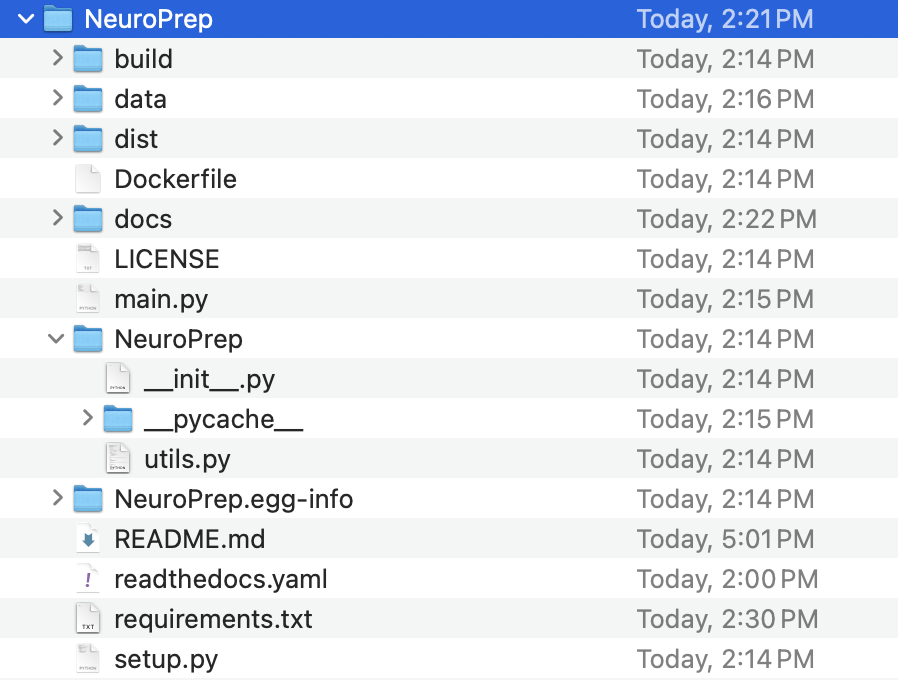 NeuroPrep Today, 2:21 PM
build Today, 2:14 PM
data Today, 2:16 PM
dist Today, 2:14 PM
Dockerfile Today, 2:14 PM
docs Today, 2:22 PM
LICENSE Today, 2:14 PM
main.py Today, 2:15 PM
NeuroPrep Today, 2:14 PM
__init__.py Today, 2:14 PM
__pycache__ Today, 2:15 PM
utils.py Today, 2:14 PM
NeuroPrep.egg-info Today, 2:14 PM
README.md Today, 5:01 PM
readthedocs.yaml Today, 2:00 PM
requirements.txt Today, 2:30 PM
setup.py Today, 2:14 PM